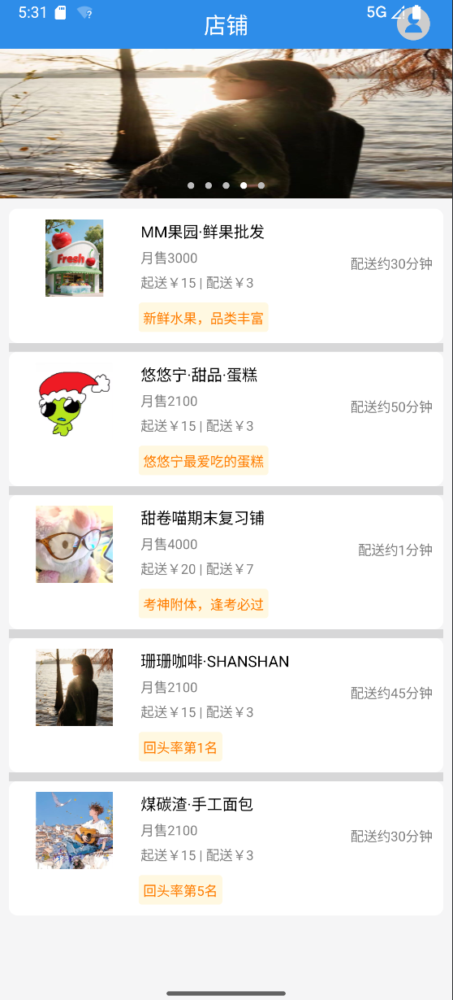 5:31
5G
店铺
Fresh
MM果园·鲜果批发
月售3000
起送￥15 | 配送￥3
配送约30分钟
新鲜水果，品类丰富
悠悠宁·甜品·蛋糕
月售2100
起送￥15 | 配送￥3
配送约50分钟
悠悠宁最爱吃的蛋糕
甜卷喵期末复习铺
月售4000
起送￥20 | 配送￥7
配送约1分钟
考神附体，逢考必过
珊珊咖啡·SHANSHAN
月售2100
起送￥15 | 配送￥3
配送约45分钟
回头率第1名
煤碳渣·手工面包
月售2100
起送￥15 | 配送￥3
配送约30分钟
回头率第5名